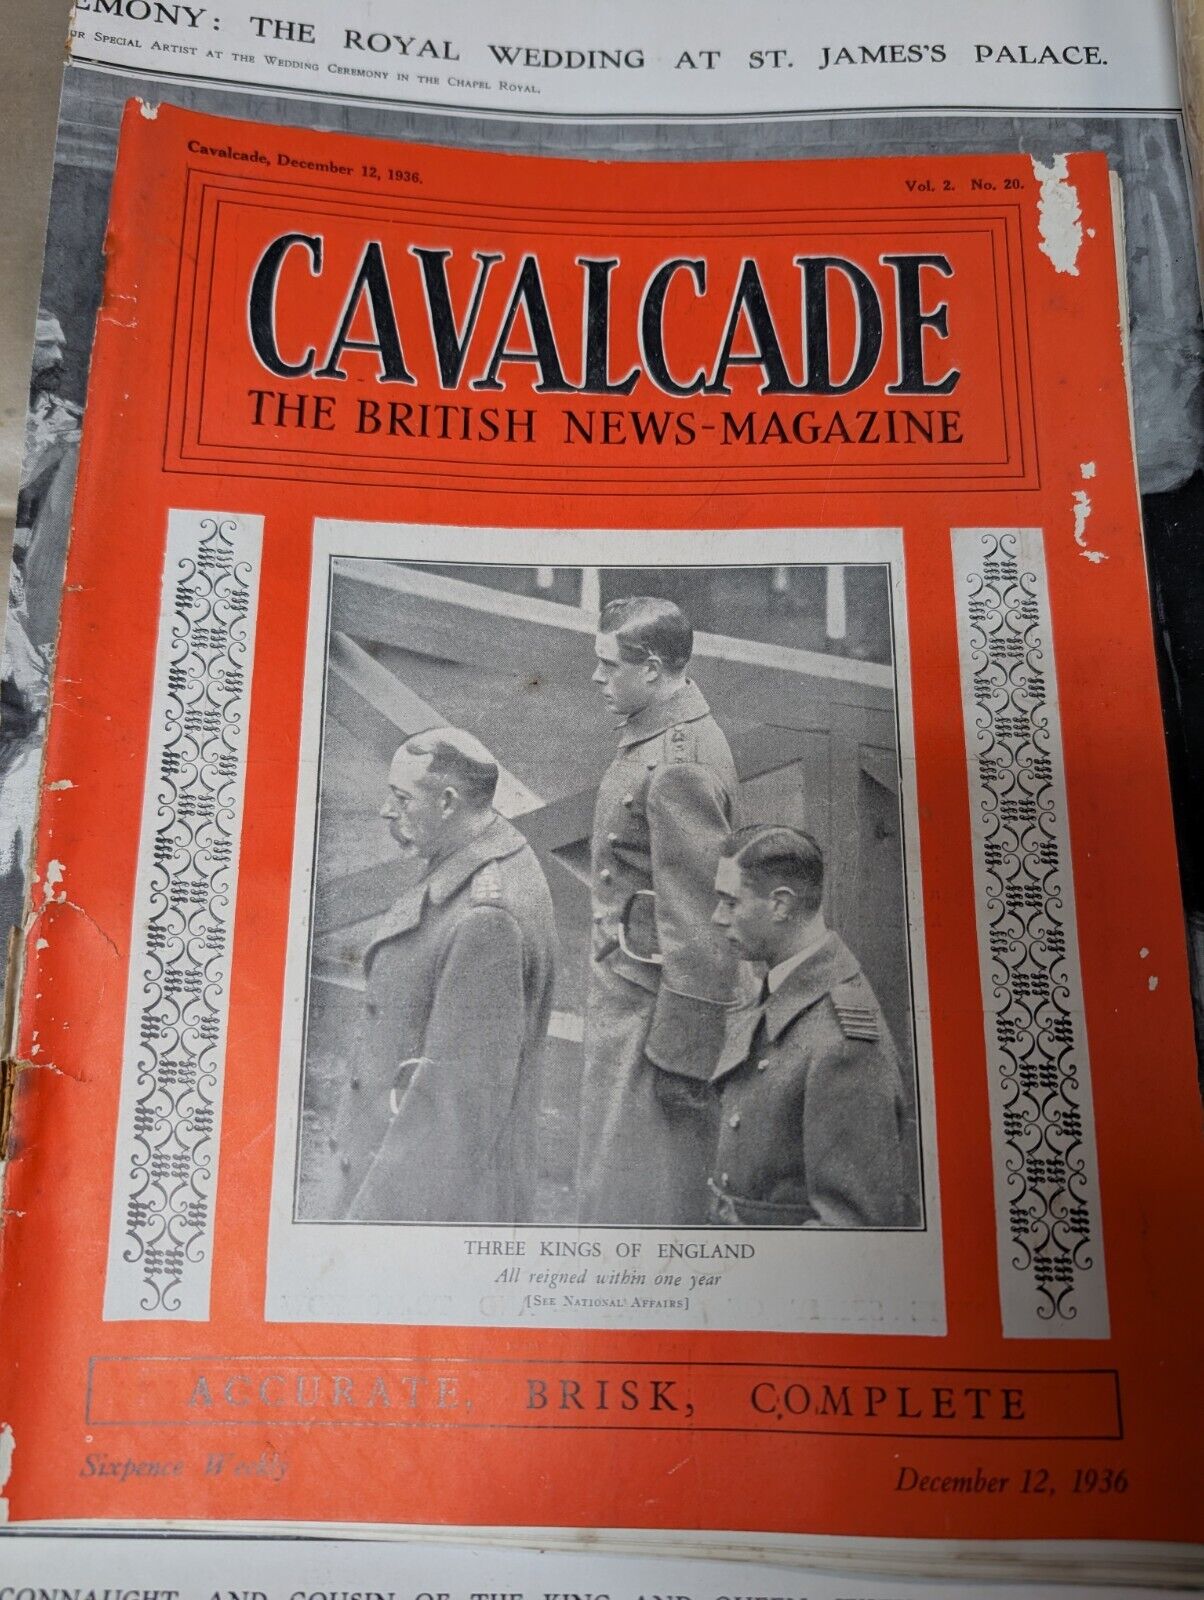 EMONY: THE ROYAL WEDDING AT ST. JAMES'S PALACE.
UR SPECIAL ARTIST AT THE WEDDING CEREMONY IN THE CHAPEL ROYAL.
Cavalcade, December 12, 1936.
Vol. 2. No. 20.
CAVALCADE
THE BRITISH NEWS-MAGAZINE
THREE KINGS OF ENGLAND
All reigned within one year
[SEE NATIONAL AFFAIRS]
ACCURATE, BRISK, COMPLETE
Sixpence Weekly
December 12, 1936
CONNAUGHT, AND COUSIN OF THE KING AND QUEEN